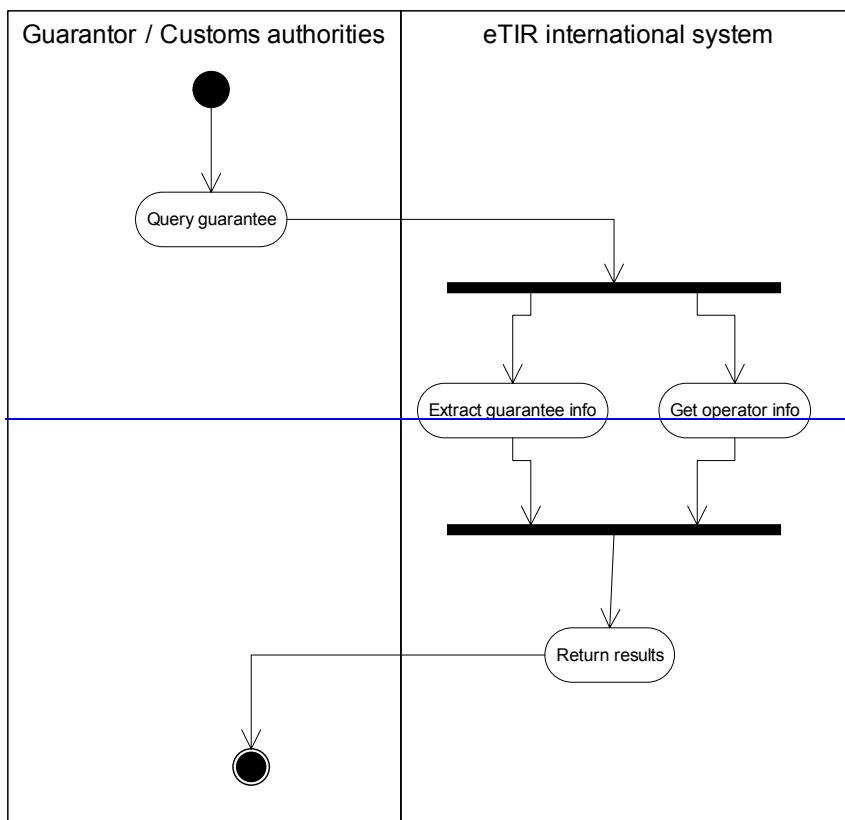 Guarantor / Customs authorities
eTIR international system
Query guarantee
Extract guarantee info
Get operator info
Return results